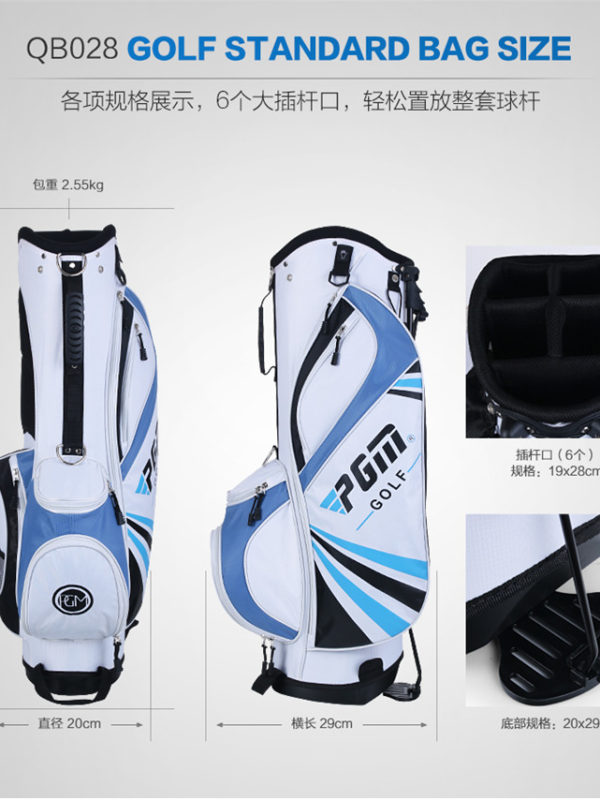 QB028 GOLF STANDARD BAG SIZE
各项规格展示，6个大插杆口，轻松置放整套球杆
包重 2.55kg
PGM
PGM
PGM
GOLF
®
插杆口（6个）
规格：19x28cm
直径 20cm
横长 29cm
底部规格：20x29